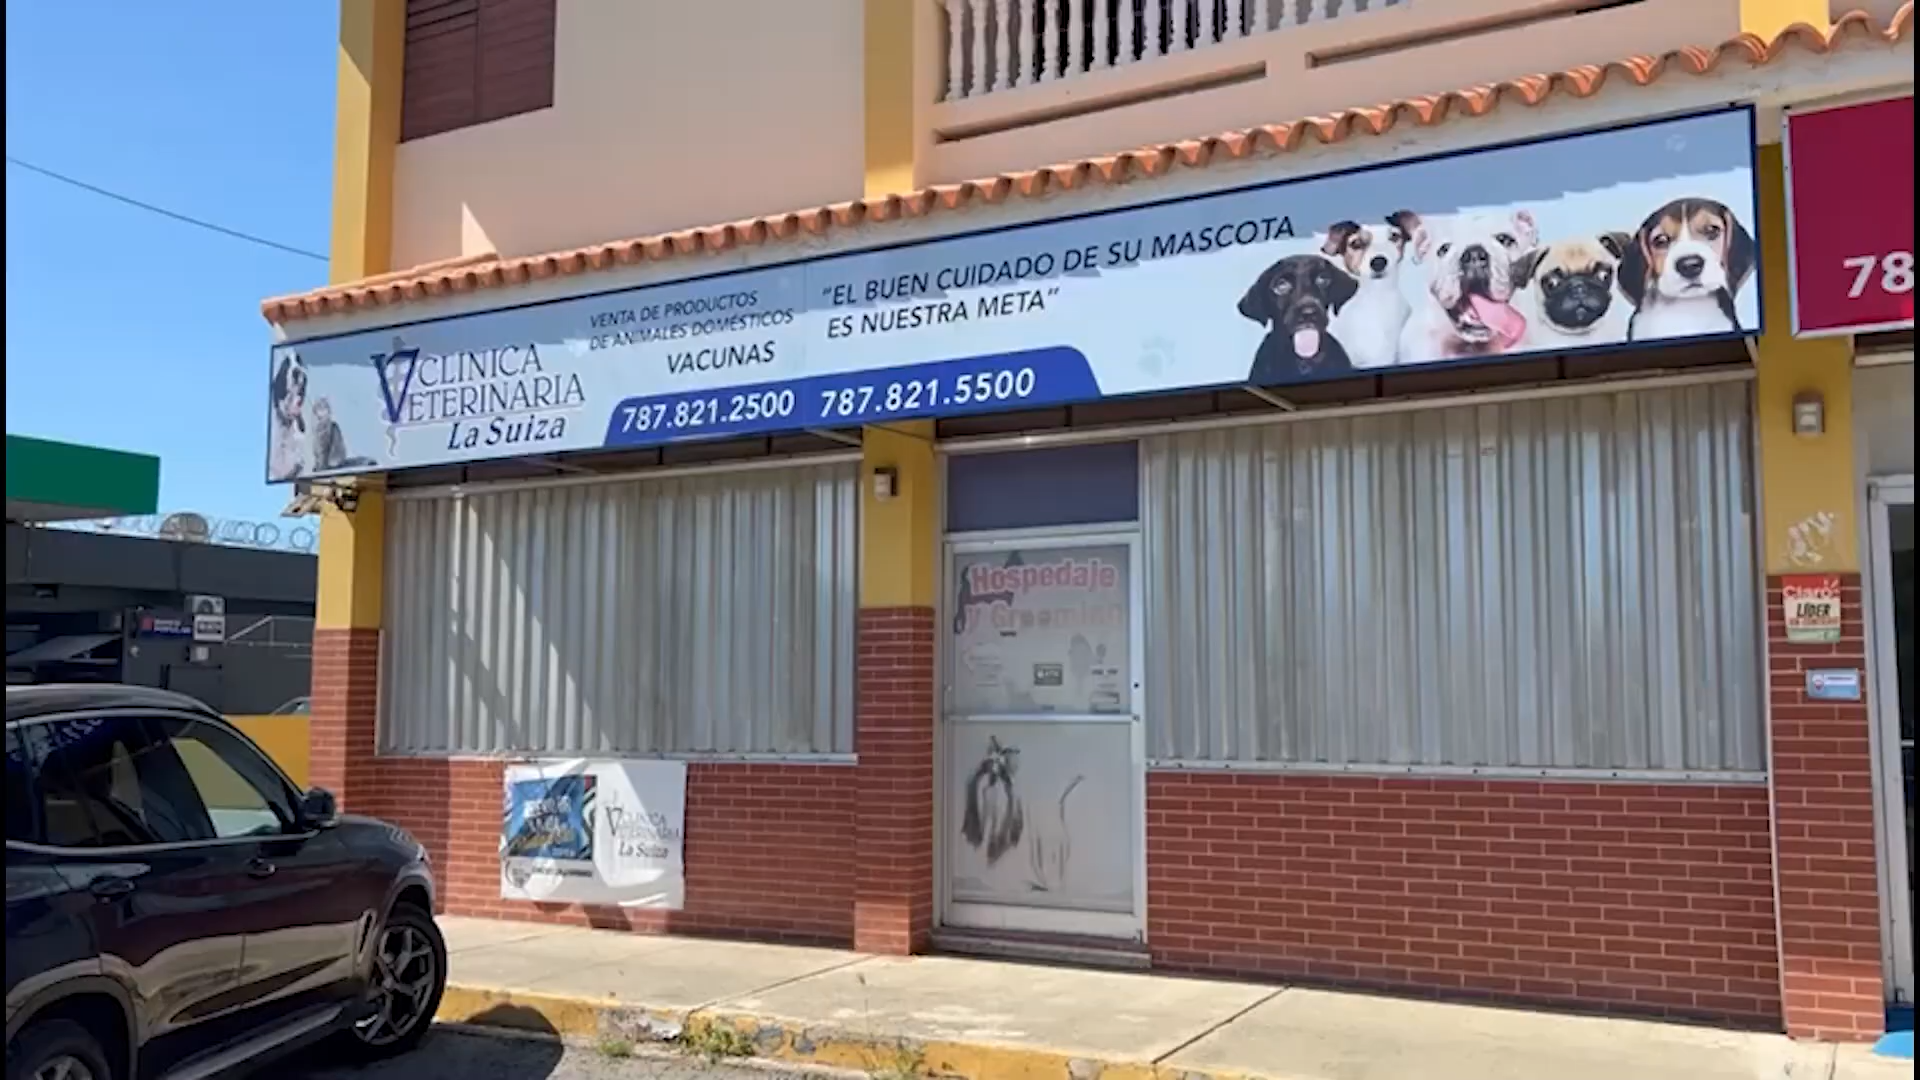 VENTA DE PRODUCTOS
DE ANIMALES DOMÉSTICOS
VACUNAS
"EL BUEN CUIDADO DE SU MASCOTA
ES NUESTRA META"
CLINICA
VETERINARIA
La Suiza
787.821.2500 787.821.5500
78
Hospedaje
y Grooming
CLINICA
VETERINARIA
La Suiza
Claro
LÍDER